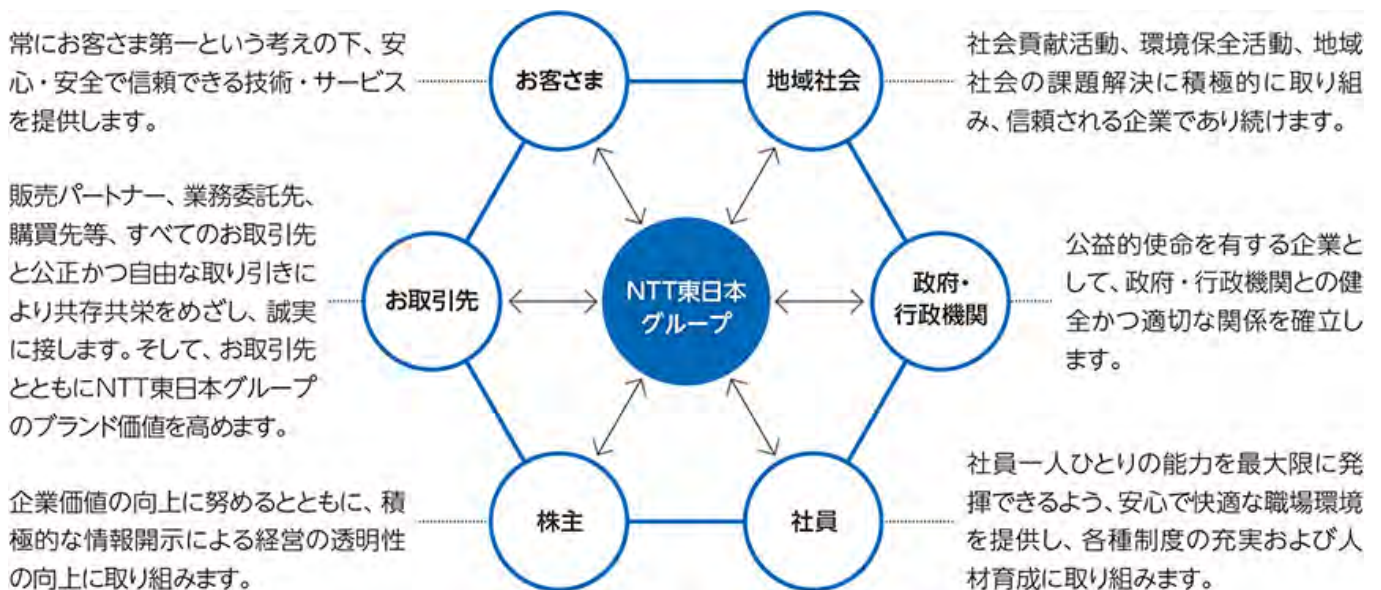 常にお客さま第一という考えの下、安
心・安全で信頼できる技術・サービス
を提供します。
お客さま
地域社会
社会貢献活動、環境保全活動、地域
社会の課題解決に積極的に取り組
み、信頼される企業であり続けます。
販売パートナー、業務委託先、
購買先等、すべてのお取引先
と公正かつ自由な取り引きに
より共存共栄をめざし、誠実
に接します。そして、お取引先
とともにNTT東日本グループ
のブランド価値を高めます。
お取引先
NTT東日本
グループ
政府・
行政機関
公益的使命を有する企業と
して、政府・行政機関との健
全かつ適切な関係を確立し
ます。
企業価値の向上に努めるとともに、積
極的な情報開示による経営の透明性
の向上に取り組みます。
株主
社員
社員一人ひとりの能力を最大限に発
揮できるよう、安心で快適な職場環境
を提供し、各種制度の充実および人
材育成に取り組みます。